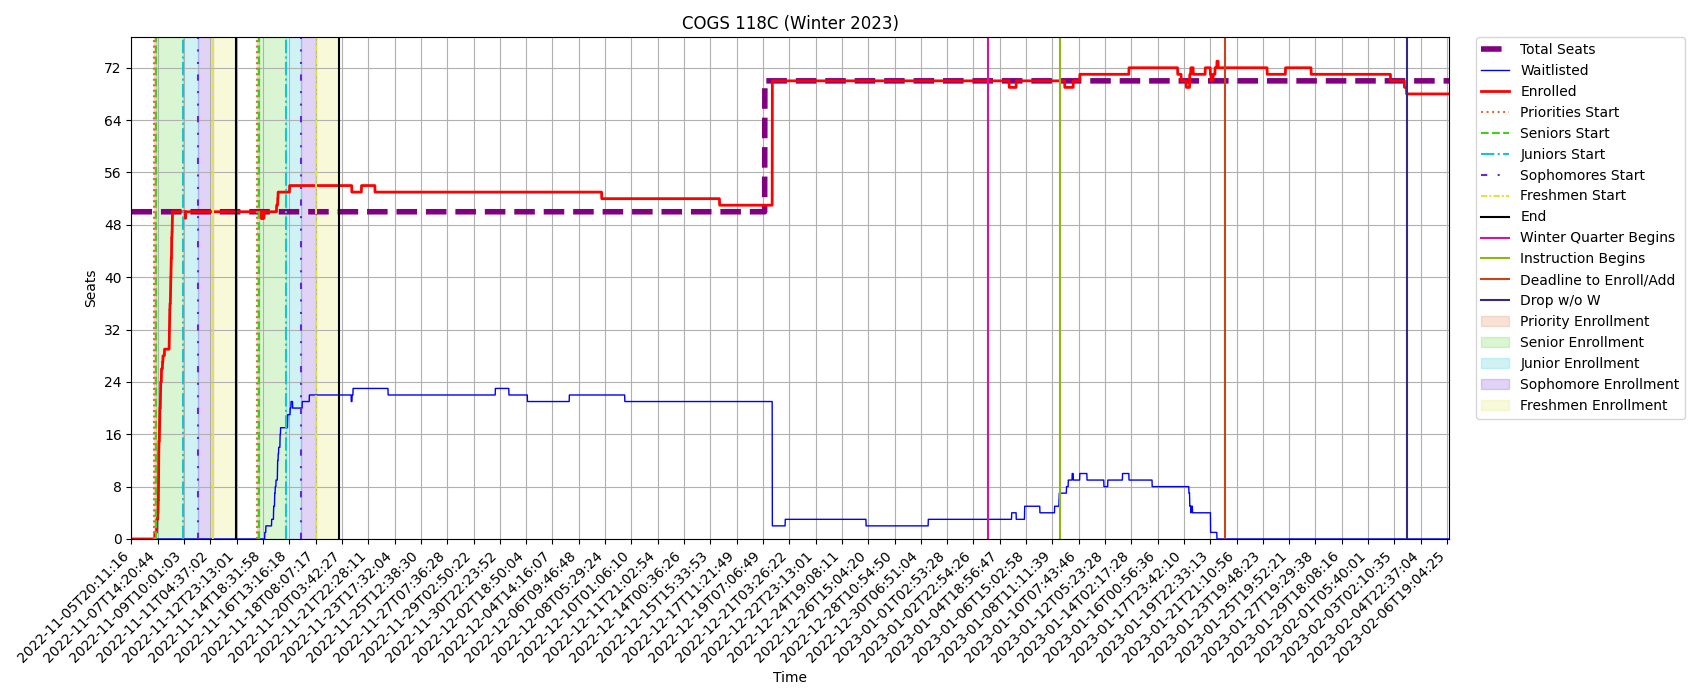 COGS 118C (Winter 2023)
Seats
72
64
56
48
40
32
24
16
8
0
2022-11-05T20:11:16
2022-11-07T14:20:44
2022-11-09T10:01:03
2022-11-11T04:37:02
2022-11-12T23:13:01
2022-11-14T18:31:58
2022-11-16T13:16:18
2022-11-18T08:07:17
2022-11-20T03:42:27
2022-11-21T22:28:11
2022-11-23T17:32:04
2022-11-25T12:38:30
2022-11-27T07:36:28
2022-11-29T02:50:22
2022-11-30T22:23:52
2022-12-02T18:50:04
2022-12-04T14:16:07
2022-12-06T09:46:48
2022-12-08T05:29:24
2022-12-10T01:06:10
2022-12-11T21:02:54
2022-12-14T00:36:26
2022-12-15T15:33:53
2022-12-17T11:21:49
2022-12-19T07:06:49
2022-12-21T03:26:22
2022-12-22T23:13:01
2022-12-24T19:08:11
2022-12-26T15:04:20
2022-12-28T10:54:50
2022-12-30T06:51:04
2023-01-01T02:53:28
2023-01-02T22:54:26
2023-01-04T18:56:47
2023-01-06T15:02:58
2023-01-08T11:11:39
2023-01-10T07:43:46
2023-01-12T05:23:28
2023-01-14T02:17:28
2023-01-16T00:56:36
2023-01-17T23:42:10
2023-01-19T22:33:13
2023-01-21T21:10:56
2023-01-23T19:48:23
2023-01-25T19:52:21
2023-01-27T19:29:38
2023-01-29T18:08:16
2023-02-01T05:40:01
2023-02-03T02:10:35
2023-02-04T22:37:04
2023-02-06T19:04:25
Time
Total Seats
Waitlisted
Enrolled
Priorities Start
Seniors Start
Juniors Start
Sophomores Start
Freshmen Start
End
Winter Quarter Begins
Instruction Begins
Deadline to Enroll/Add
Drop w/o W
Priority Enrollment
Senior Enrollment
Junior Enrollment
Sophomore Enrollment
Freshmen Enrollment